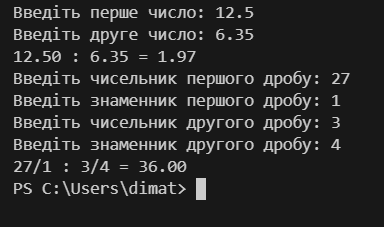 Введіть перше число: 12.5
Введіть друге число: 6.35
12.50 : 6.35 = 1.97
Введіть чисельник першого дробу: 27
Введіть знаменник першого дробу: 1
Введіть чисельник другого дробу: 3
Введіть знаменник другого дробу: 4
27/1 : 3/4 = 36.00
PS C:\Users\dimat>